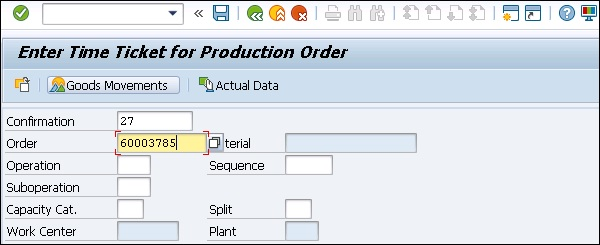 Enter Time Ticket for Production Order
Goods Movements Actual Data
Confirmation 27
Order 60003785 terial
Operation Sequence
Suboperation
Capacity Cat. Split
Work Center Plant